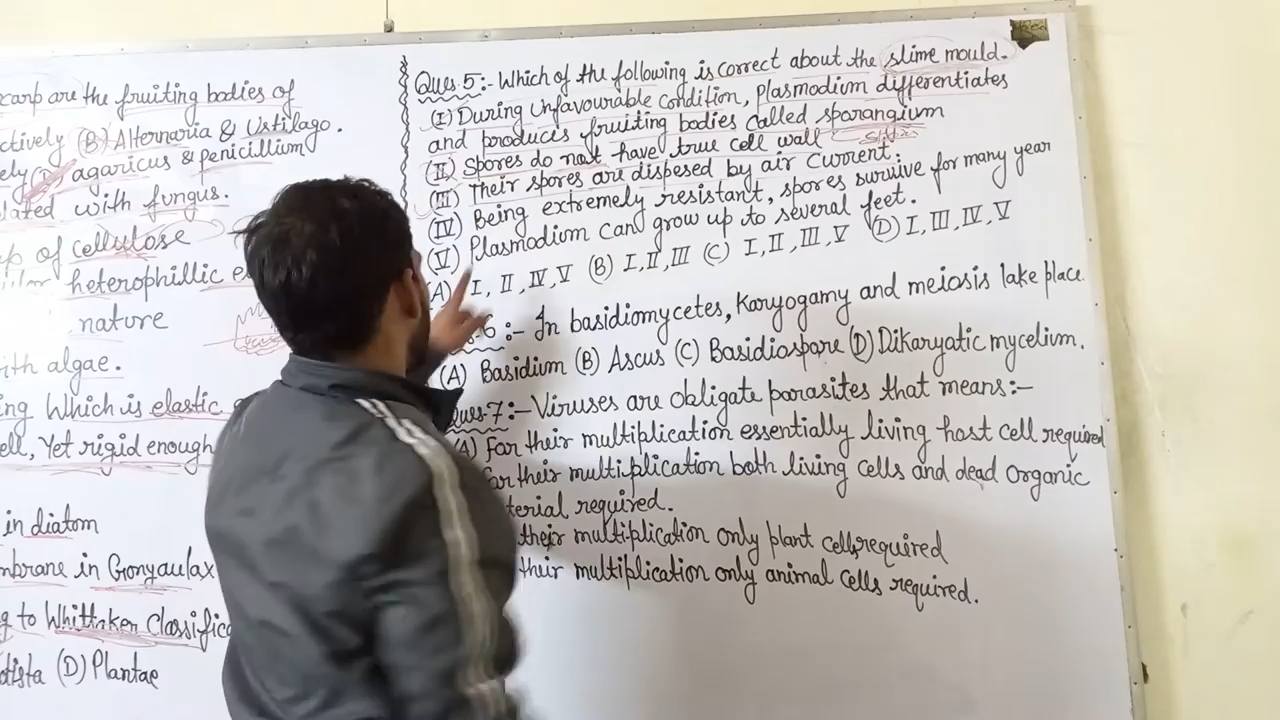 carp are the fruiting bodies of
ctively (B) Alternaria & Ustilago.
ely (D) agaricus & penicillium
lated with fungus.
p of cellulose
heterophillic e
nature
ith algae.
ing Which is elastic
ell, Yet rigid enough
in diatom
mbrane in Gonyaulax
g to Whittaker Classific
otista (D) Plantae
Ques.5:- Which of the following is correct about the slime mould.
(I) During unfavourable condition, plasmodium differentiates
and produces fruiting bodies called sparangium
(II) Spores do not have true cell wall
(III) Their spores are dispesed by air Current.
(IV) Being extremely resistant, spores survive for many year
(V) Plasmodium can grow up to several feet.
(A) I, II, IV, V (B) I, II, III (C) I, II, III, V (D) I, III, IV, V
6:- In basidiomycetes, Karyogamy and meiosis lake place.
(A) Basidium (B) Ascus (C) Basidiaspore (D) Dikaryatic mycelium.
Ques.7:- Viruses are obligate parasites that means:-
(A) For their multiplication essentially living host cell required
or their multiplication both living cells and dead organic
terial required.
their multiplication only plant cells required
their multiplication only animal cells required.